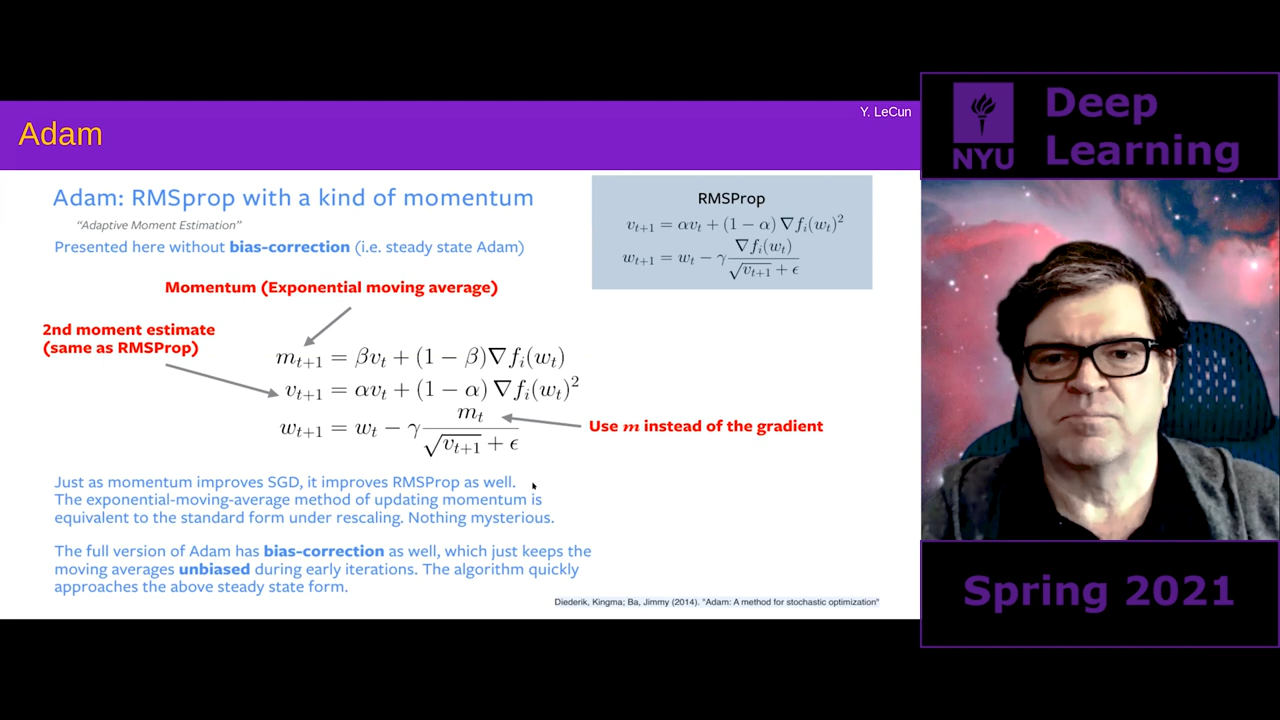 Y. LeCun
Adam
Adam: RMSprop with a kind of momentum
"Adaptive Moment Estimation"
Presented here without bias-correction (i.e. steady state Adam)
RMSProp
v_{t+1} = αv_t + (1 − α) ∇f_i(w_t)^2
w_{t+1} = w_t − γ ∇f_i(w_t) / (√v_{t+1} + ϵ)
Momentum (Exponential moving average)
2nd moment estimate
(same as RMSProp)
m_{t+1} = βv_t + (1 − β)∇f_i(w_t)
v_{t+1} = αv_t + (1 − α) ∇f_i(w_t)^2
w_{t+1} = w_t − γ m_t / (√v_{t+1} + ϵ)
Use m instead of the gradient
Just as momentum improves SGD, it improves RMSProp as well.
The exponential-moving-average method of updating momentum is
equivalent to the standard form under rescaling. Nothing mysterious.
The full version of Adam has bias-correction as well, which just keeps the
moving averages unbiased during early iterations. The algorithm quickly
approaches the above steady state form.
Diederik, Kingma; Ba, Jimmy (2014). "Adam: A method for stochastic optimization"
NYU
Deep
Learning
Spring 2021